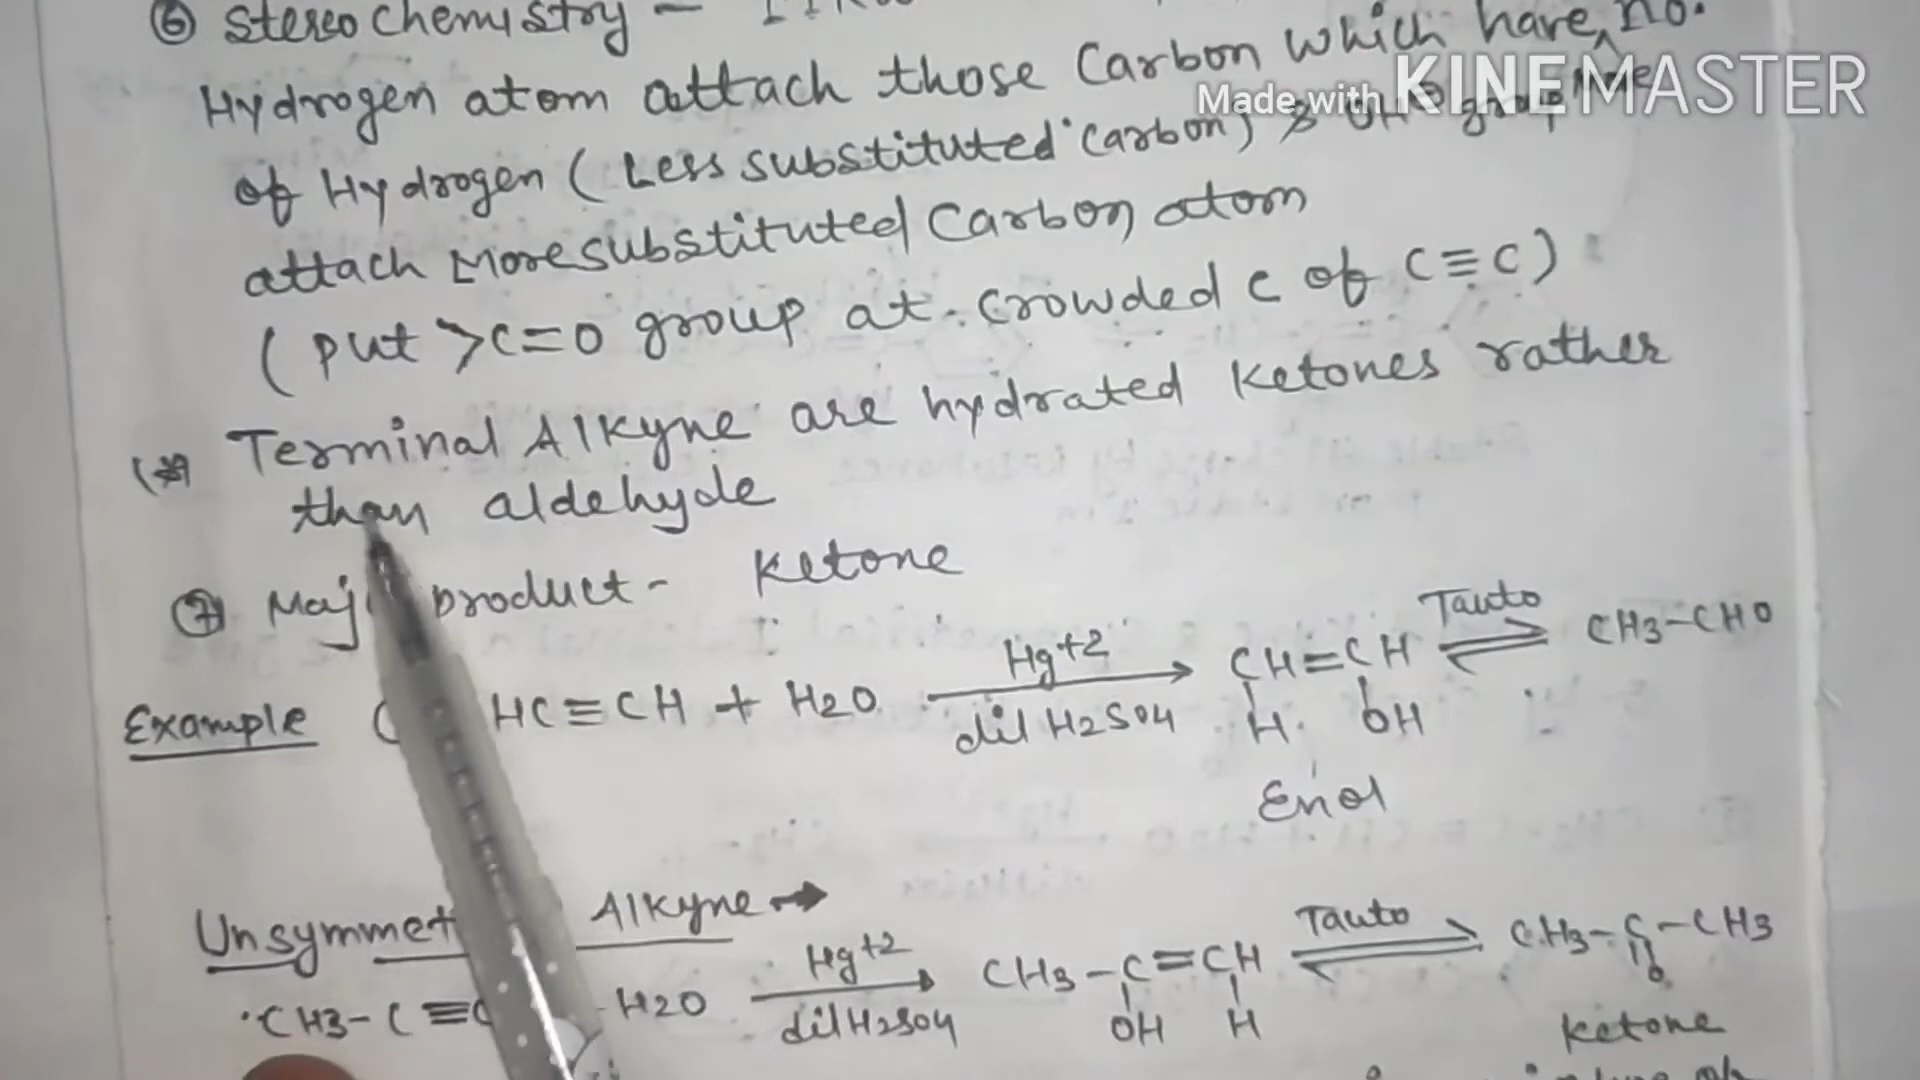 ⑥ Stereo Chemistry –
Hydrogen atom attach those Carbon which have no.
Made with KINEMASTER
of Hydrogen (Less substituted Carbon) & OH group
attach More substituted Carbon atom
(put >C=O group at crowded C of C≡C)
(*) Terminal Alkyne are hydrated Ketones rather
than aldehyde
⑦ product - Ketone
Example HC≡CH + H2O Hg+2 dil H2SO4 CH=CH Tauto CH3-CHO
H OH
Enol
Alkyne →
CH3-C≡ H2O Hg+2 dil H2SO4 CH3-C=CH Tauto CH3-C-CH3
OH H O
Ketone